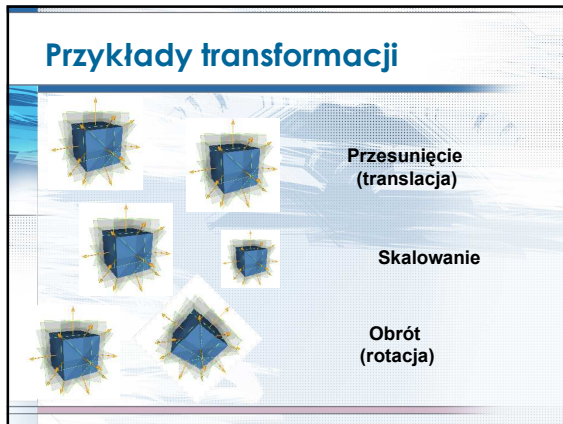 Przykłady transformacji
Przesunięcie
(translacja)
Skalowanie
Obrót
(rotacja)